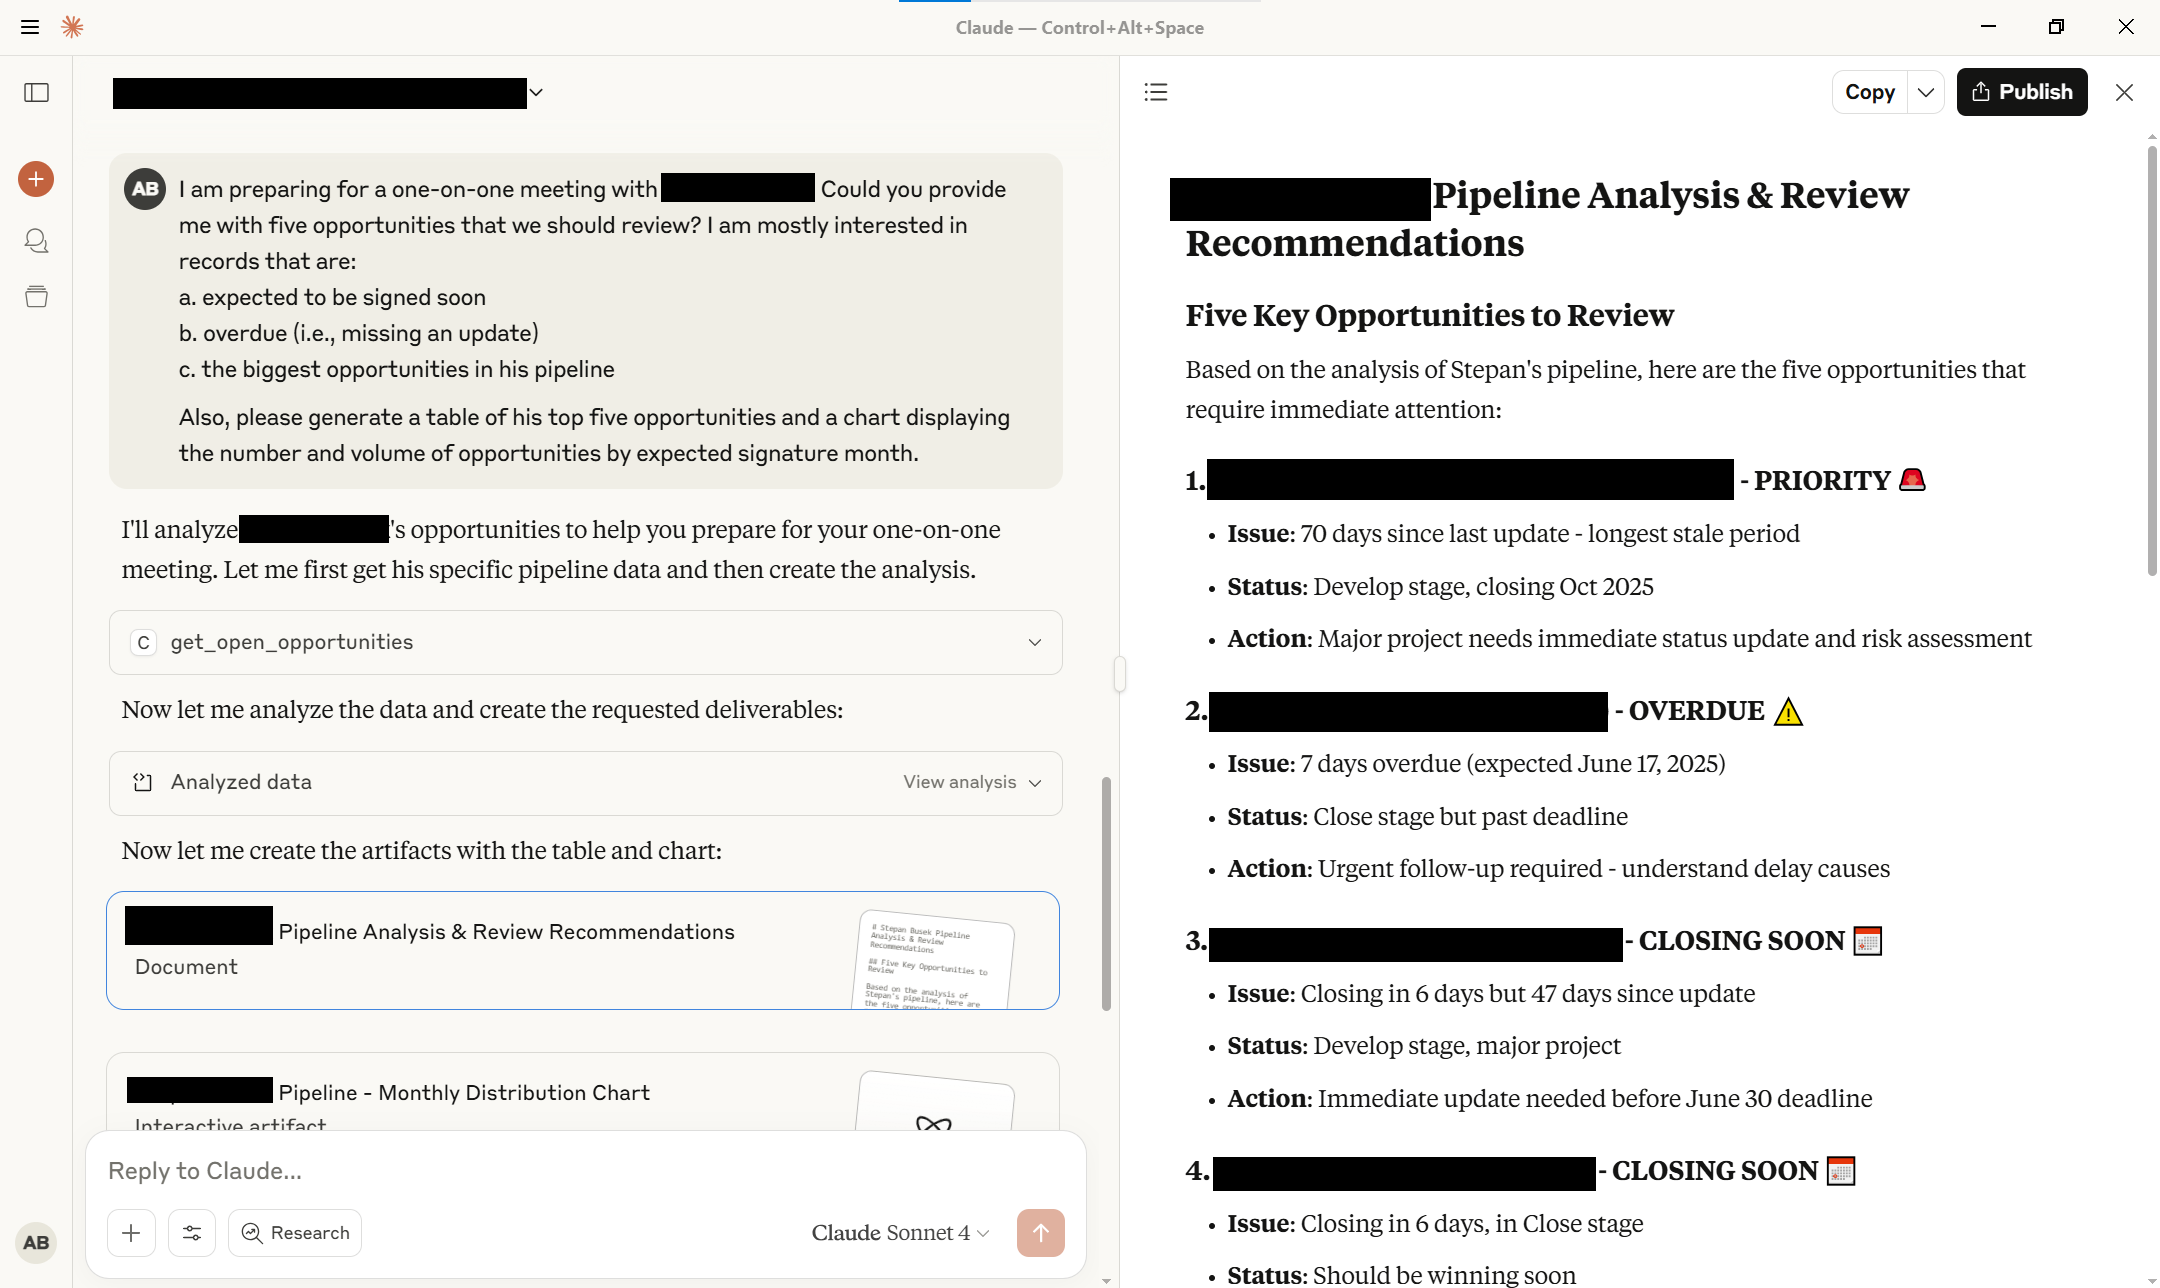 Claude — Control+Alt+Space
AB
I am preparing for a one-on-one meeting with Could you provide
me with five opportunities that we should review? I am mostly interested in
records that are:
a. expected to be signed soon
b. overdue (i.e., missing an update)
c. the biggest opportunities in his pipeline
Also, please generate a table of his top five opportunities and a chart displaying
the number and volume of opportunities by expected signature month.
I'll analyze 's opportunities to help you prepare for your one-on-one
meeting. Let me first get his specific pipeline data and then create the analysis.
C get_open_opportunities
Now let me analyze the data and create the requested deliverables:
Analyzed data View analysis
Now let me create the artifacts with the table and chart:
Pipeline Analysis & Review Recommendations
Document
# Stepan Busek Pipeline
Analysis & Review
Recommendations
## Five Key Opportunities to
Review
Based on the analysis of
Stepan's pipeline, here are
the five opportunities
Pipeline - Monthly Distribution Chart
Interactive artifact
Reply to Claude...
Research
Claude Sonnet 4
AB
Copy
Publish
Pipeline Analysis & Review
Recommendations
Five Key Opportunities to Review
Based on the analysis of Stepan's pipeline, here are the five opportunities that
require immediate attention:
1. - PRIORITY 🚨
• Issue: 70 days since last update - longest stale period
• Status: Develop stage, closing Oct 2025
• Action: Major project needs immediate status update and risk assessment
2. - OVERDUE ⚠️
• Issue: 7 days overdue (expected June 17, 2025)
• Status: Close stage but past deadline
• Action: Urgent follow-up required - understand delay causes
3. - CLOSING SOON 📅
• Issue: Closing in 6 days but 47 days since update
• Status: Develop stage, major project
• Action: Immediate update needed before June 30 deadline
4. - CLOSING SOON 📅
• Issue: Closing in 6 days, in Close stage
• Status: Should be winning soon